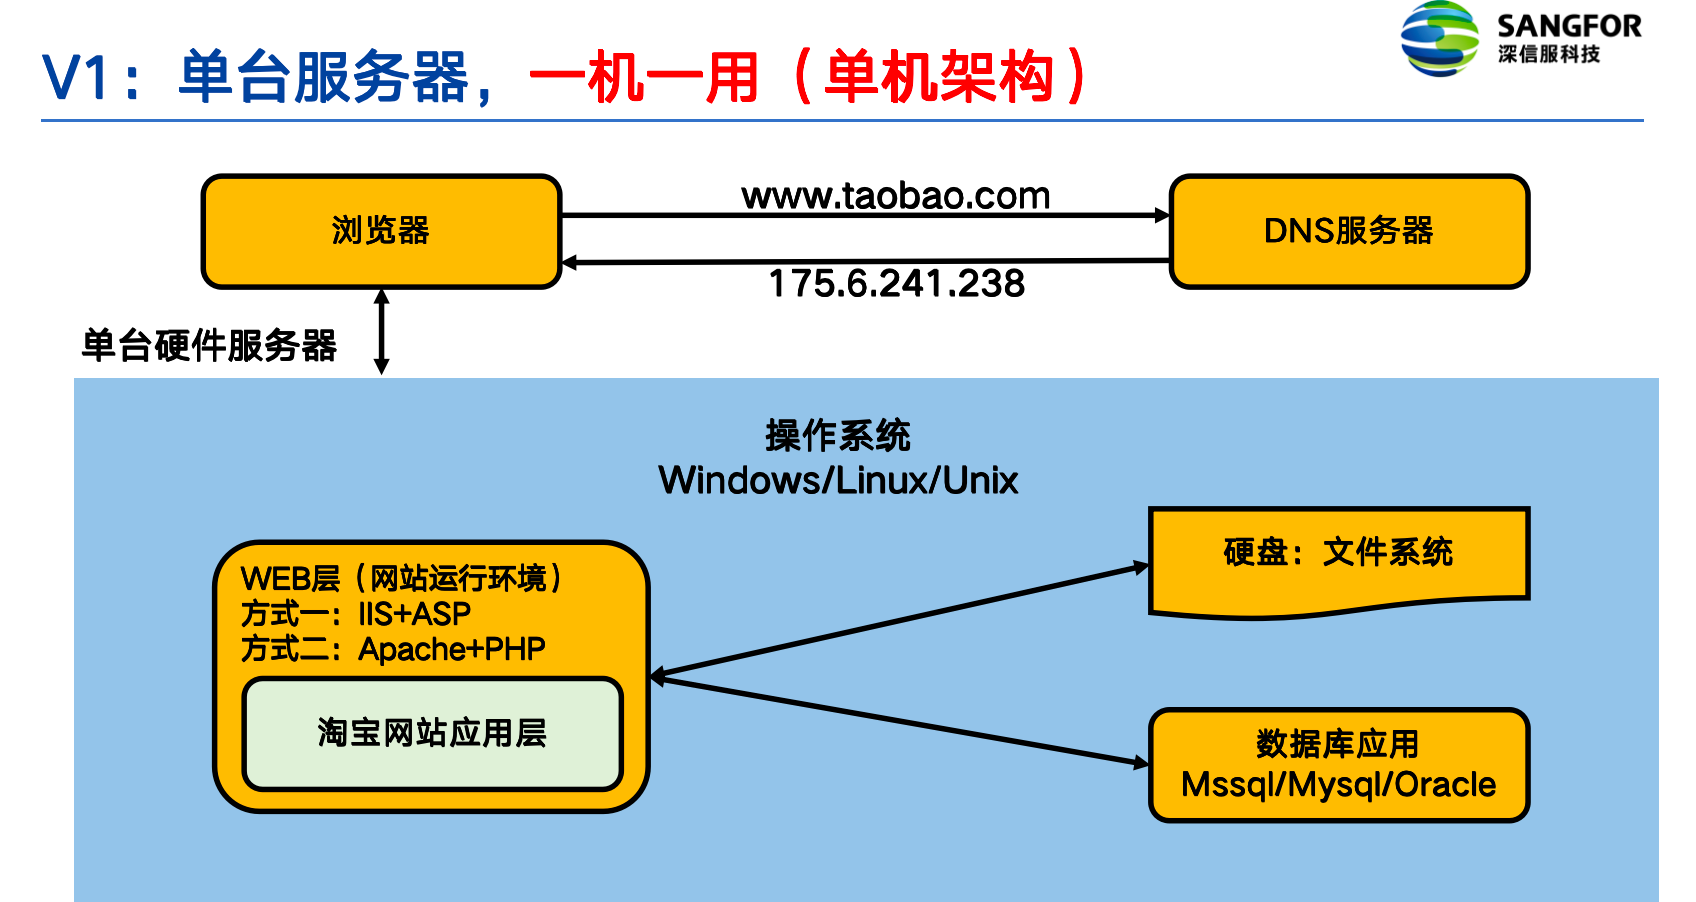 SANGFOR
深信服科技
V1：单台服务器，一机一用（单机架构）
浏览器
www.taobao.com
DNS服务器
175.6.241.238
单台硬件服务器
操作系统
Windows/Linux/Unix
硬盘：文件系统
WEB层（网站运行环境）
方式一：IIS+ASP
方式二：Apache+PHP
淘宝网站应用层
数据库应用
Mssql/Mysql/Oracle